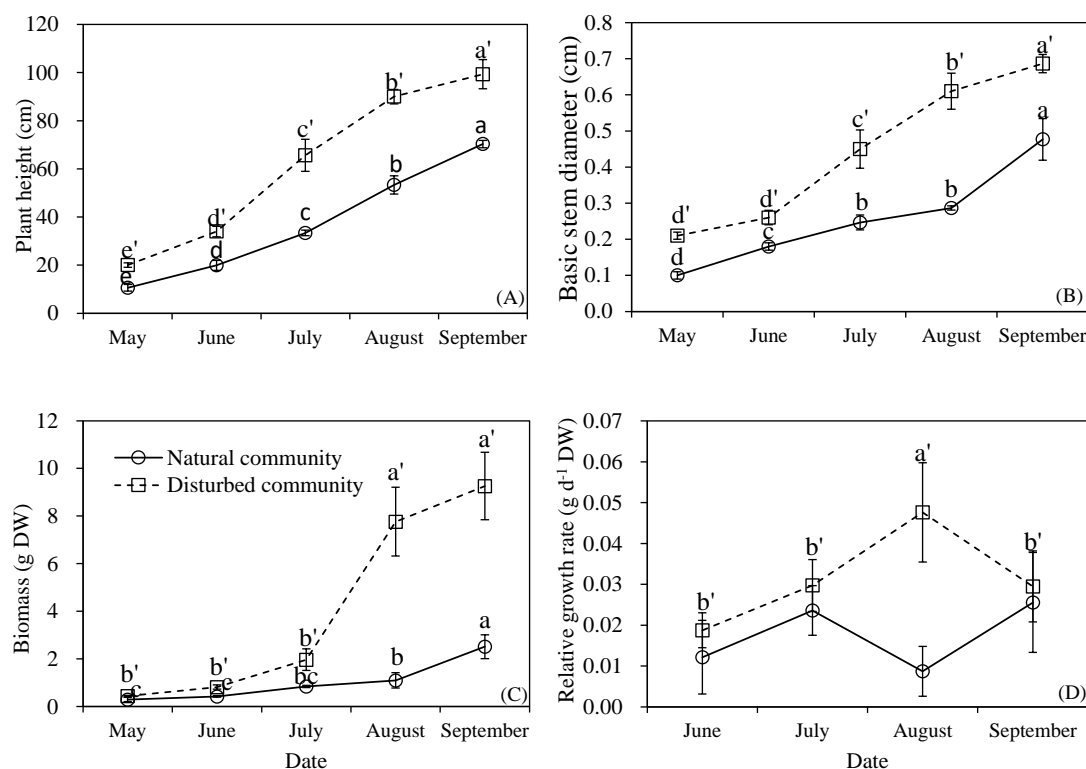 120
100
80
60
40
20
0
Plant height (cm)
e'
d'
c'
b'
a'
e
d
c
b
a
(A)
May June July August September
0.8
0.7
0.6
0.5
0.4
0.3
0.2
0.1
0.0
Basic stem diameter (cm)
d'
d'
c'
b'
a'
d
c
b
b
a
(B)
May June July August September
12
10
8
6
4
2
0
Biomass (g DW)
Natural community
Disturbed community
b'
b'
b'
a'
a'
c
c
bc
b
a
(C)
May June July August September
Date
0.07
0.06
0.05
0.04
0.03
0.02
0.01
0.00
Relative growth rate (g d⁻¹ DW)
b'
b'
a'
b'
(D)
June July August September
Date